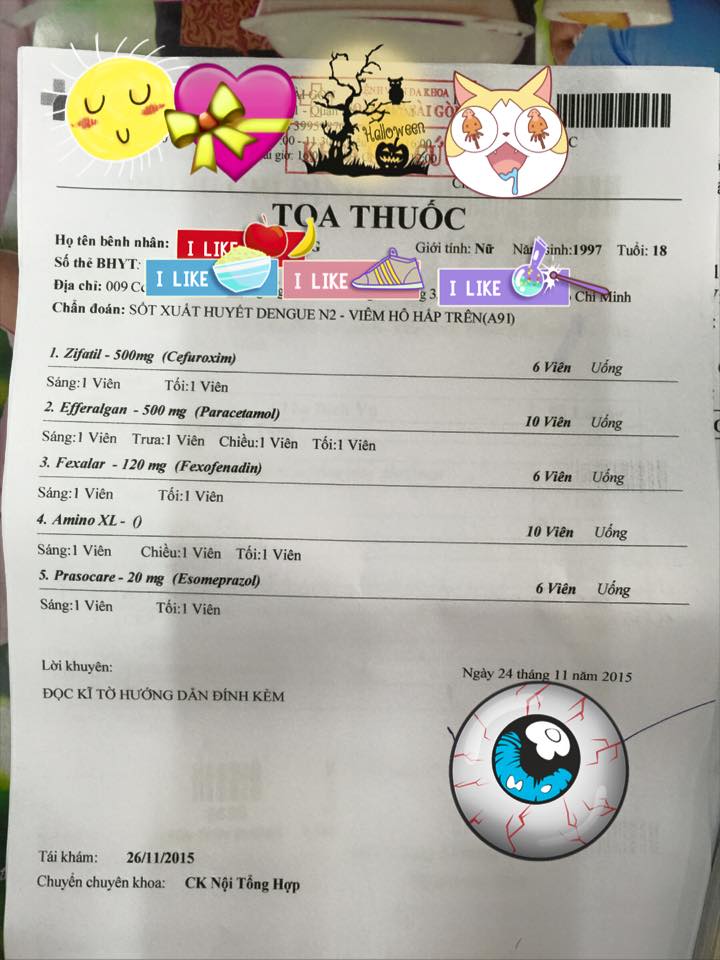 BỆNH VIỆN ĐA KHOA
SÀI GÒN
Halloween
TOA THUỐC
Họ tên bệnh nhân: I LIKE G Giới tính: Nữ Năm sinh:1997 Tuổi: 18
Số thẻ BHYT: I LIKE I LIKE I LIKE
Địa chỉ: 009 Chí Minh
Chẩn đoán: SỐT XUẤT HUYẾT DENGUE N2 - VIÊM HÔ HẤP TRÊN(A91)
1. Zifatil - 500mg (Cefuroxim) 6 Viên Uống
Sáng:1 Viên Tối:1 Viên
2. Efferalgan - 500 mg (Paracetamol) 10 Viên Uống
Sáng:1 Viên Trưa:1 Viên Chiều:1 Viên Tối:1 Viên
3. Fexalar - 120 mg (Fexofenadin) 6 Viên Uống
Sáng:1 Viên Tối:1 Viên
4. Amino XL - () 10 Viên Uống
Sáng:1 Viên Chiều:1 Viên Tối:1 Viên
5. Prasocare - 20 mg (Esomeprazol) 6 Viên Uống
Sáng:1 Viên Tối:1 Viên
Lời khuyên: Ngày 24 tháng 11 năm 2015
ĐỌC KĨ TỜ HƯỚNG DẪN ĐÍNH KÈM
Tái khám: 26/11/2015
Chuyển chuyên khoa: CK Nội Tổng Hợp